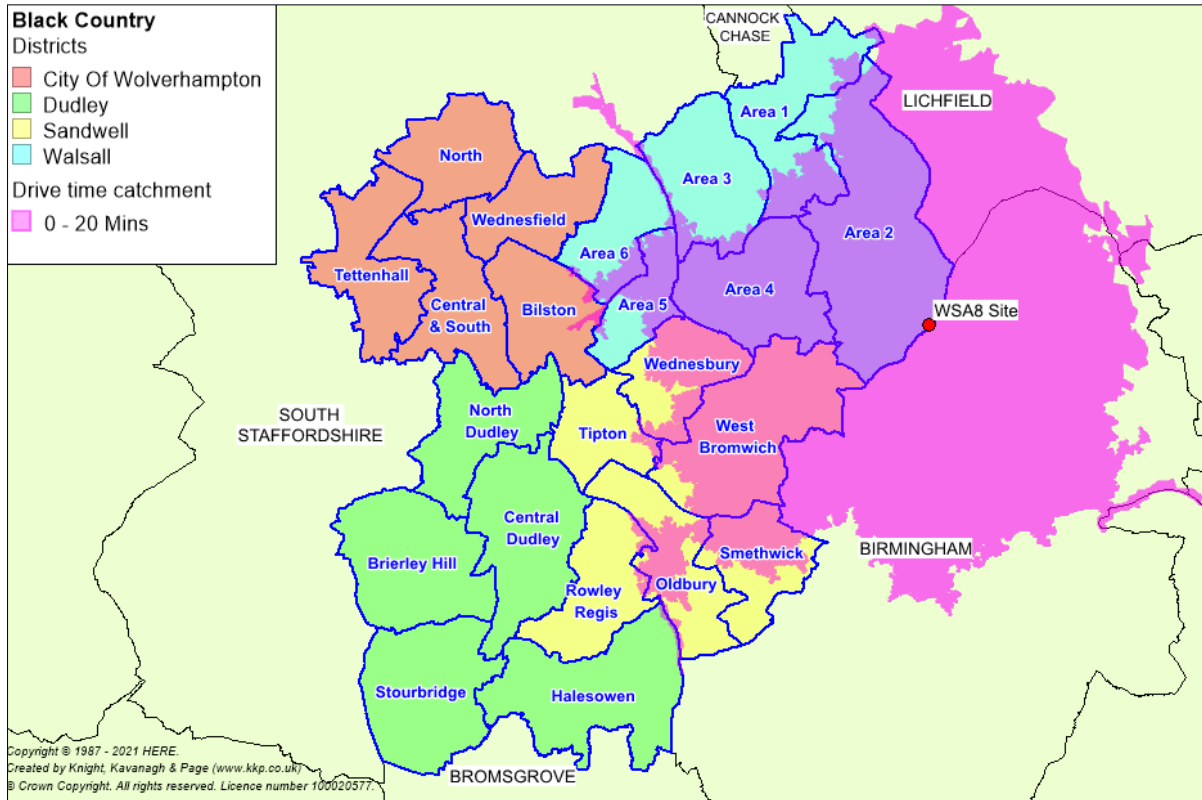 Black Country
Districts
City Of Wolverhampton
Dudley
Sandwell
Walsall
Drive time catchment
0 - 20 Mins
CANNOCK
CHASE
LICHFIELD
Area 1
North
Area 3
Wednesfield
Area 2
Area 6
Tettenhall
Area 4
Central
& South
Bilston
Area 5
WSA8 Site
Wednesbury
SOUTH
STAFFORDSHIRE
North
Dudley
Tipton
West
Bromwich
Central
Dudley
BIRMINGHAM
Smethwick
Brierley Hill
Rowley
Regis
Oldbury
Stourbridge
Halesowen
BROMSGROVE
Copyright © 1987 - 2021 HERE.
Created by Knight, Kavanagh & Page (www.kkp.co.uk)
© Crown Copyright. All rights reserved. Licence number 100020577.